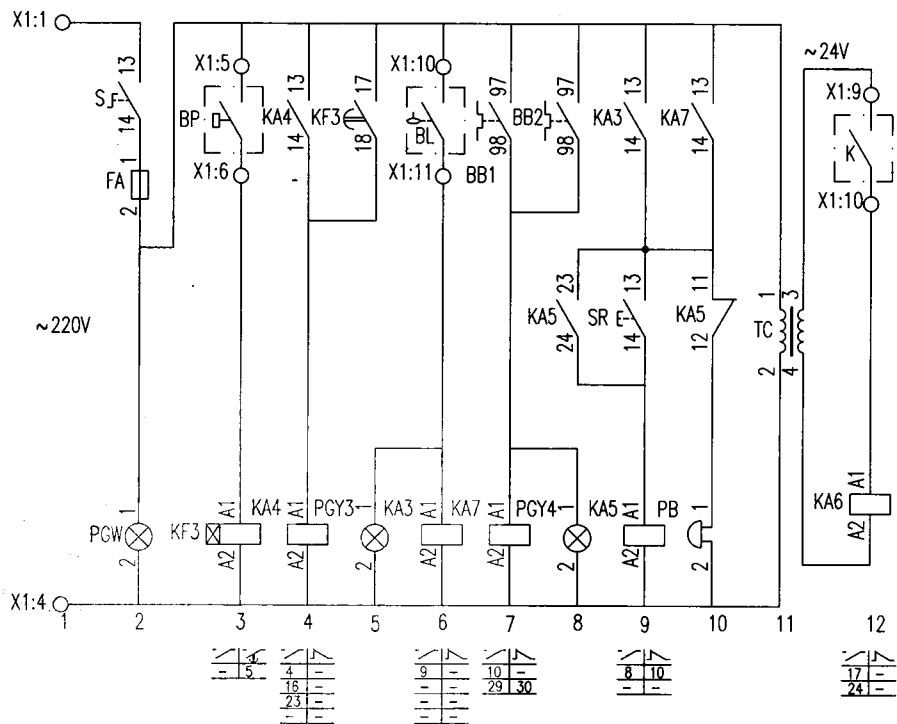 X1:1
~24V
X1:5 X1:10
13 13 17 97 97 13 13 X1:9
S BP KA4 KF3 BL BB2 KA3 KA7 K
14 14 18 98 98 14 14
1 X1:6 X1:11 BB1 X1:10
FA
2
23 13 11
~220V KA5 SR E KA5 1 3
24 14 12 TC
2 4
1 A1 KA4 A1 PGY3 1 KA3 A1 KA7 A1 PGY4 1 KA5 A1 PB 1 A1
PGW KF3 KA6
2 A2 A2 2 A2 A2 2 A2 2 A2
X1:4
1 2 3 4 5 6 7 8 9 10 11 12
- 5 4 - 9 - 10 - 8 10 17 -
16 - - - 29 30 - - 24 -
23 - - -
- - - -